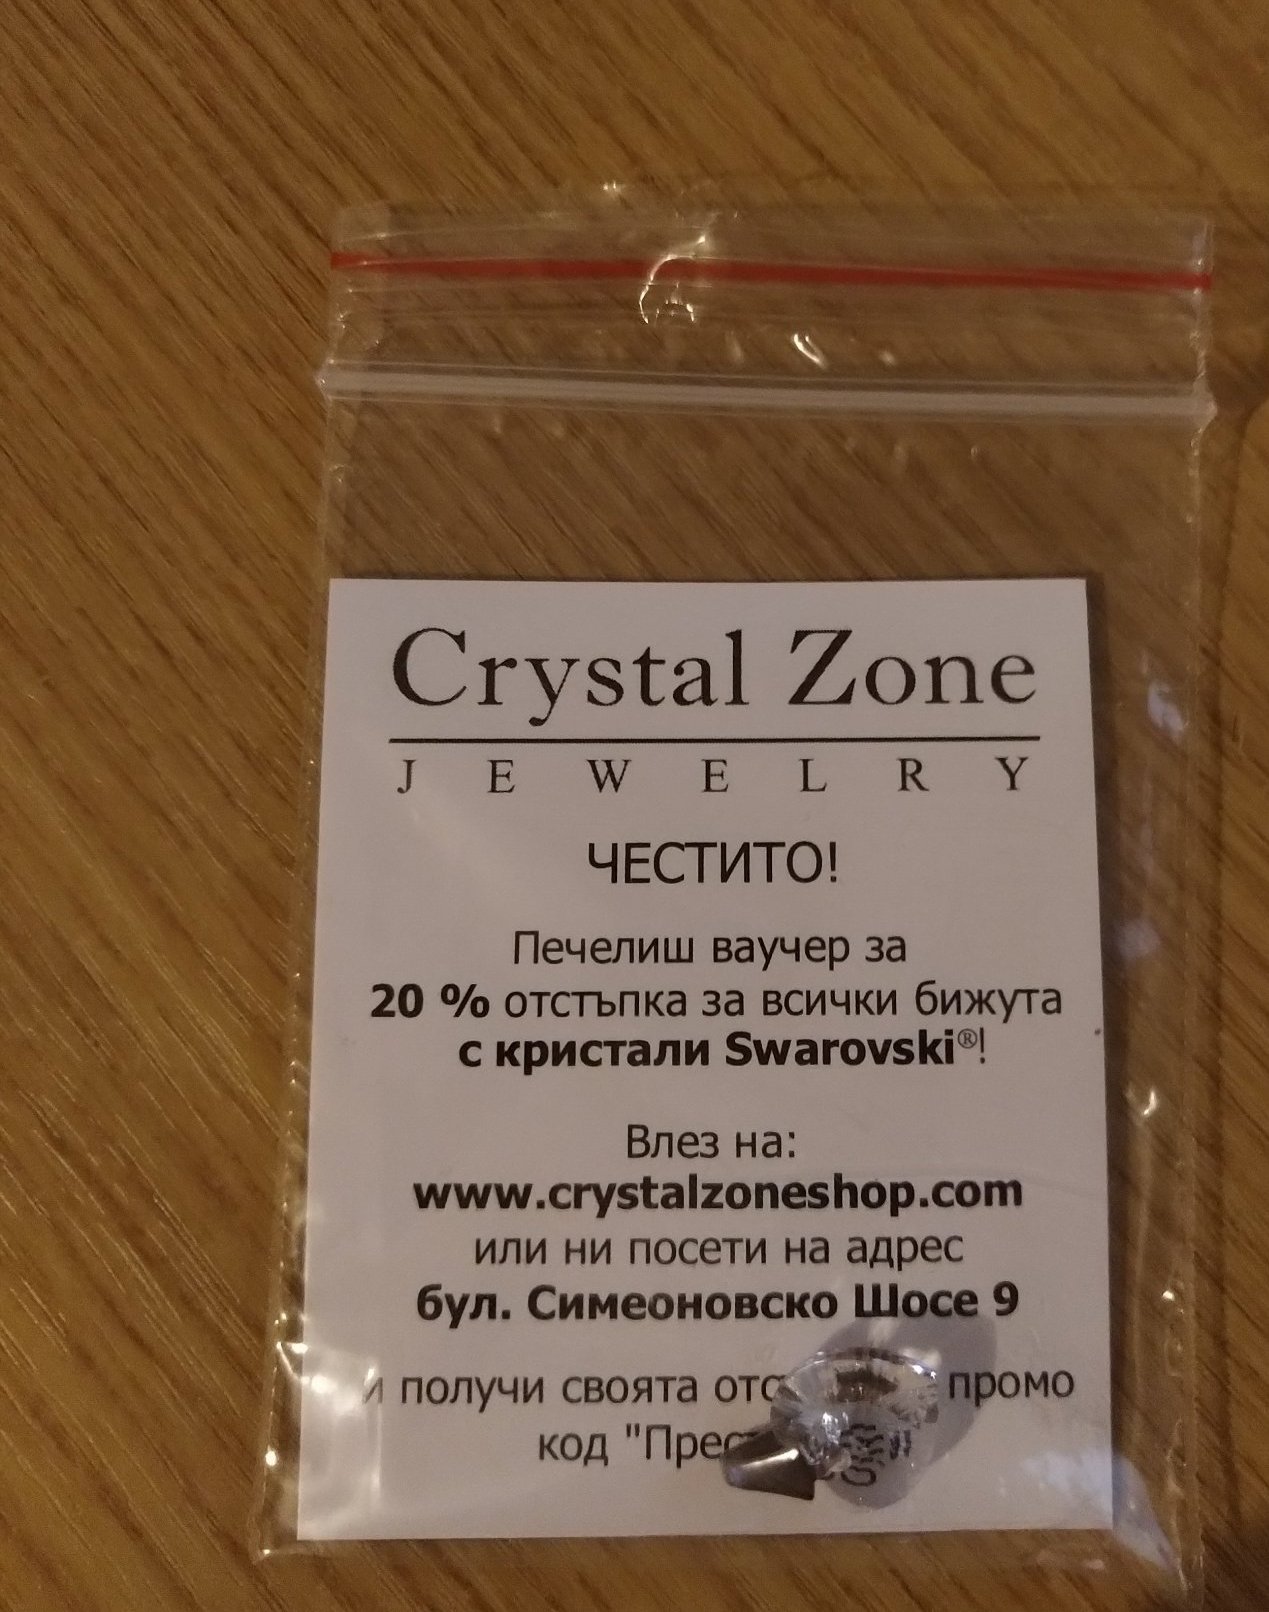 Crystal Zone
JEWELRY
ЧЕСТИТО!
Печелиш ваучер за
20 % отстъпка за всички бижута
с кристали Swarovski®!
Влез на:
www.crystalzoneshop.com
или ни посети на адрес
бул. Симеоновско Шосе 9
и получи своята промо
код